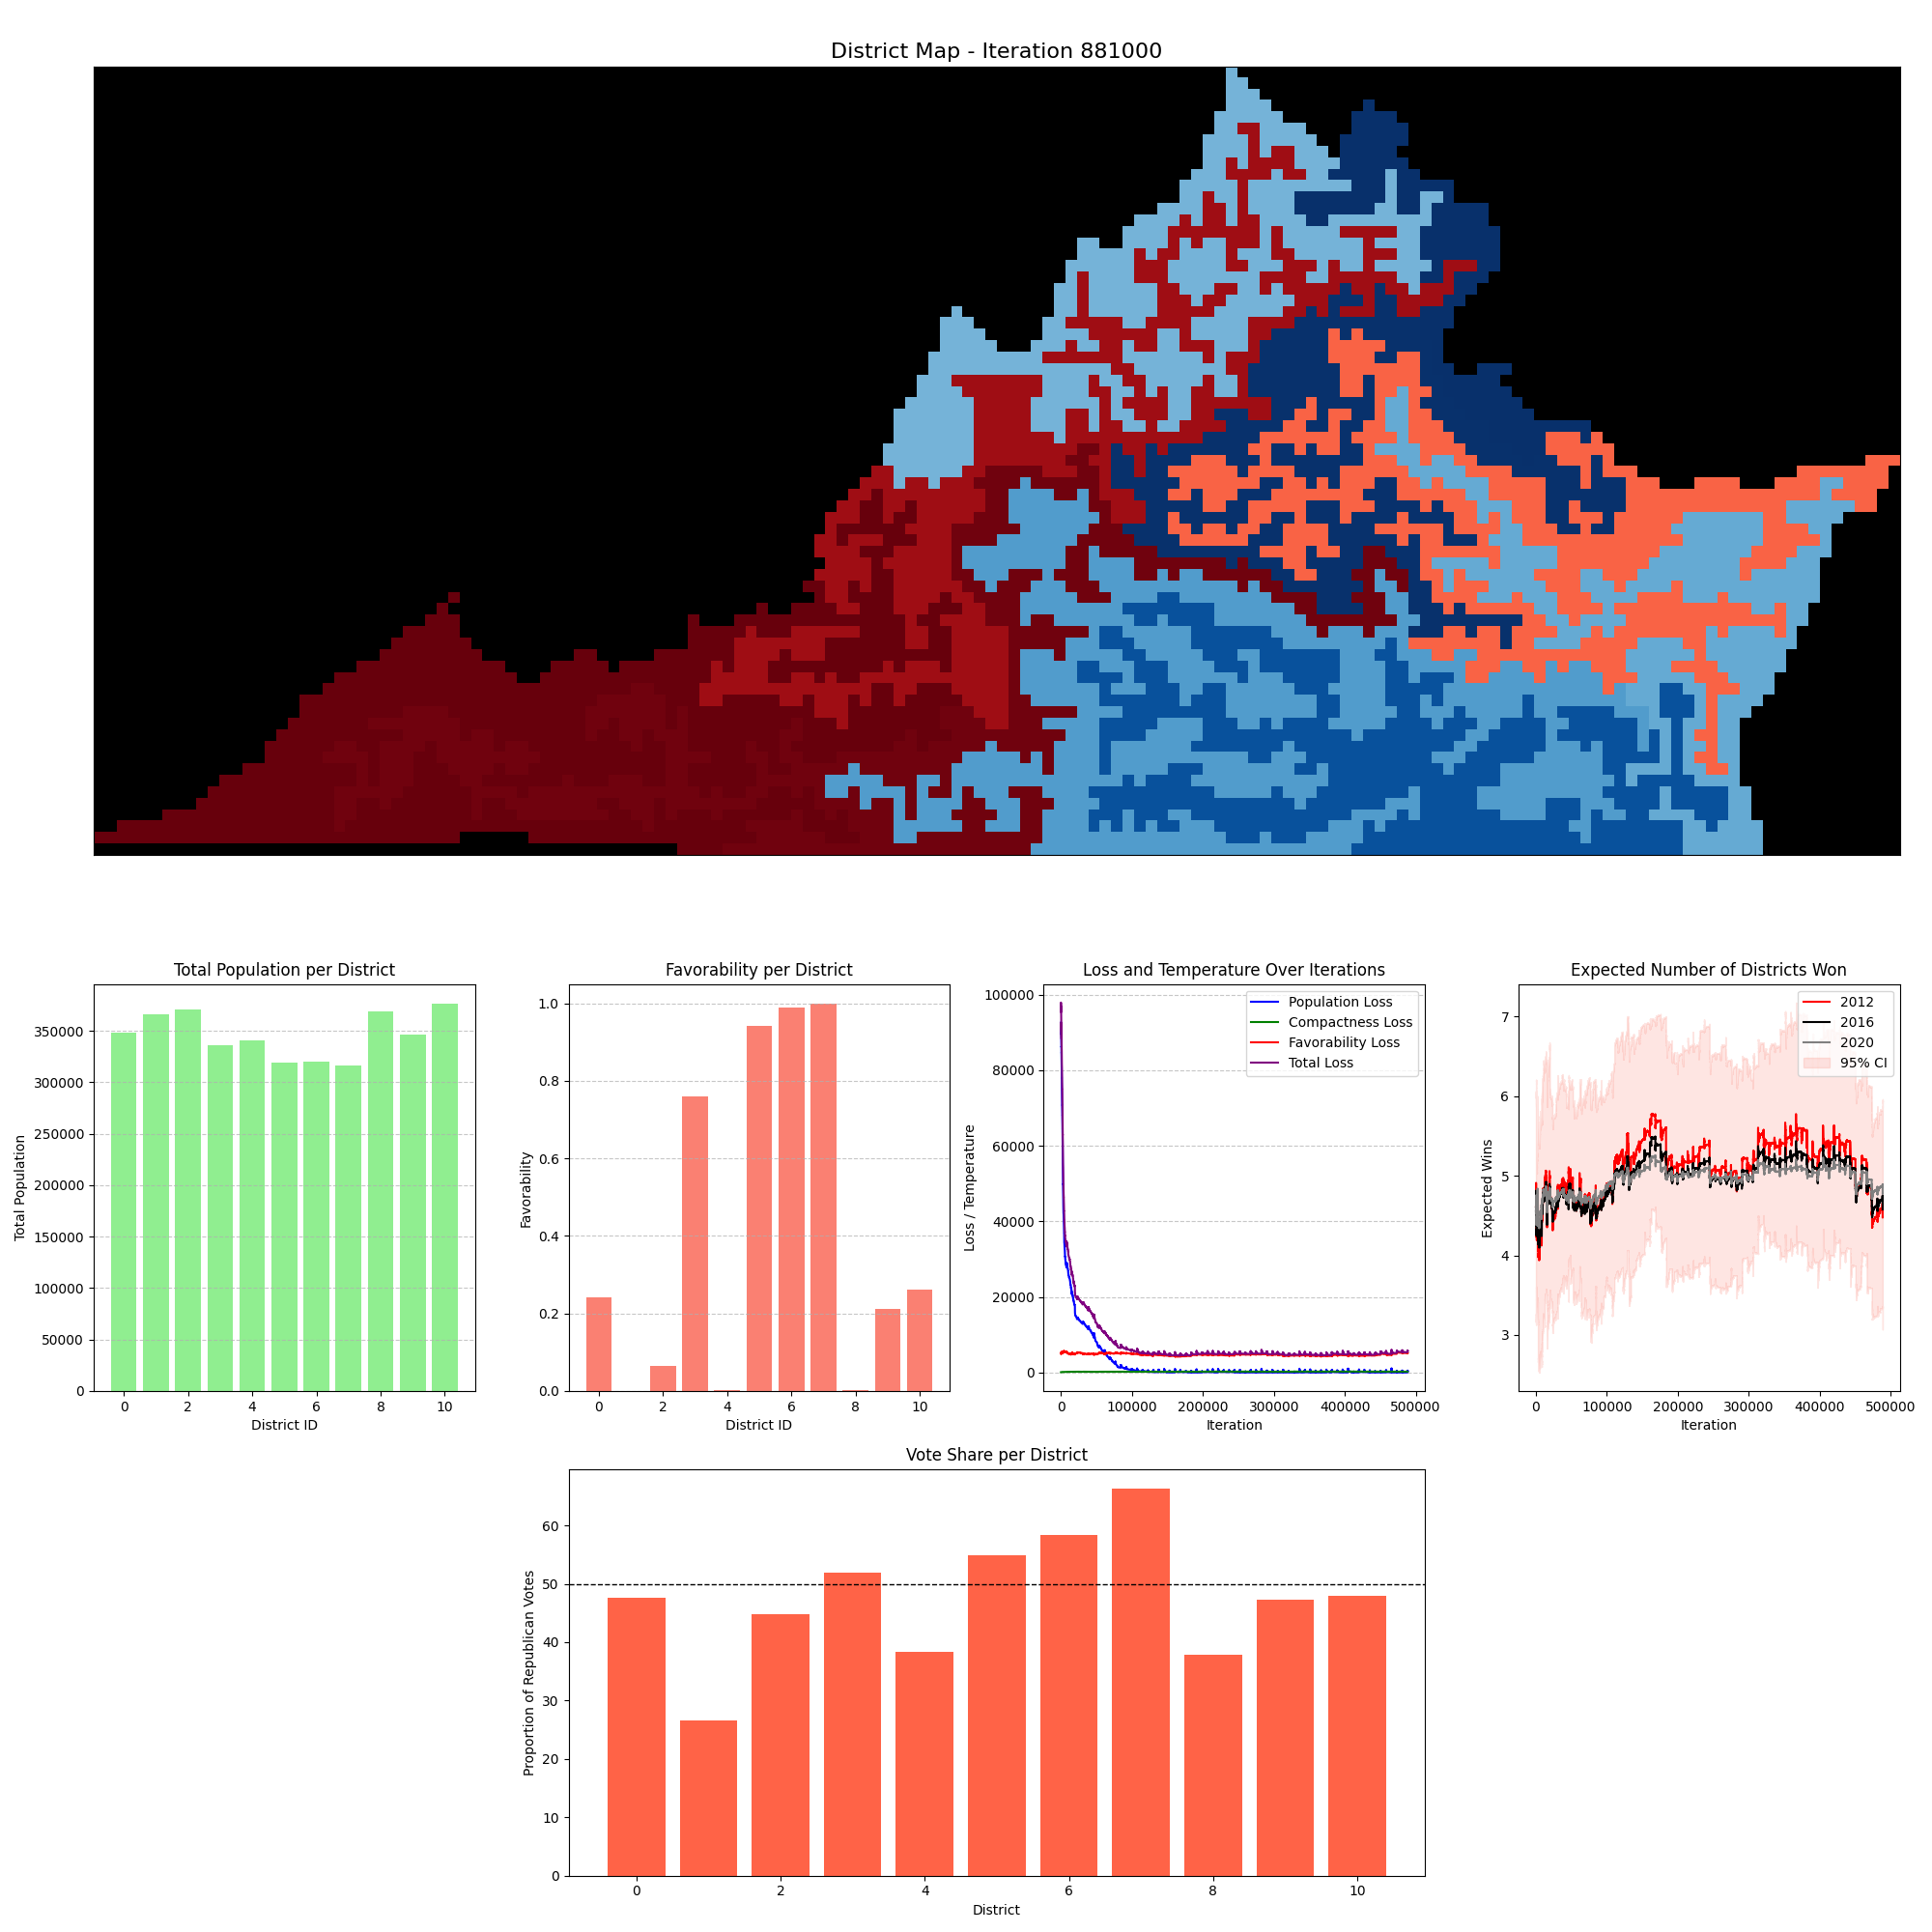 District Map - Iteration 881000
Total Population per District
Total Population
350000
300000
250000
200000
150000
100000
50000
0
0 2 4 6 8 10
District ID
Favorability per District
Favorability
1.0
0.8
0.6
0.4
0.2
0.0
0 2 4 6 8 10
District ID
Loss and Temperature Over Iterations
Loss / Temperature
100000
80000
60000
40000
20000
0
Population Loss
Compactness Loss
Favorability Loss
Total Loss
0 100000 200000 300000 400000 500000
Iteration
Expected Number of Districts Won
Expected Wins
7
6
5
4
3
2012
2016
2020
95% CI
0 100000 200000 300000 400000 500000
Iteration
Vote Share per District
Proportion of Republican Votes
60
50
40
30
20
10
0
0 2 4 6 8 10
District